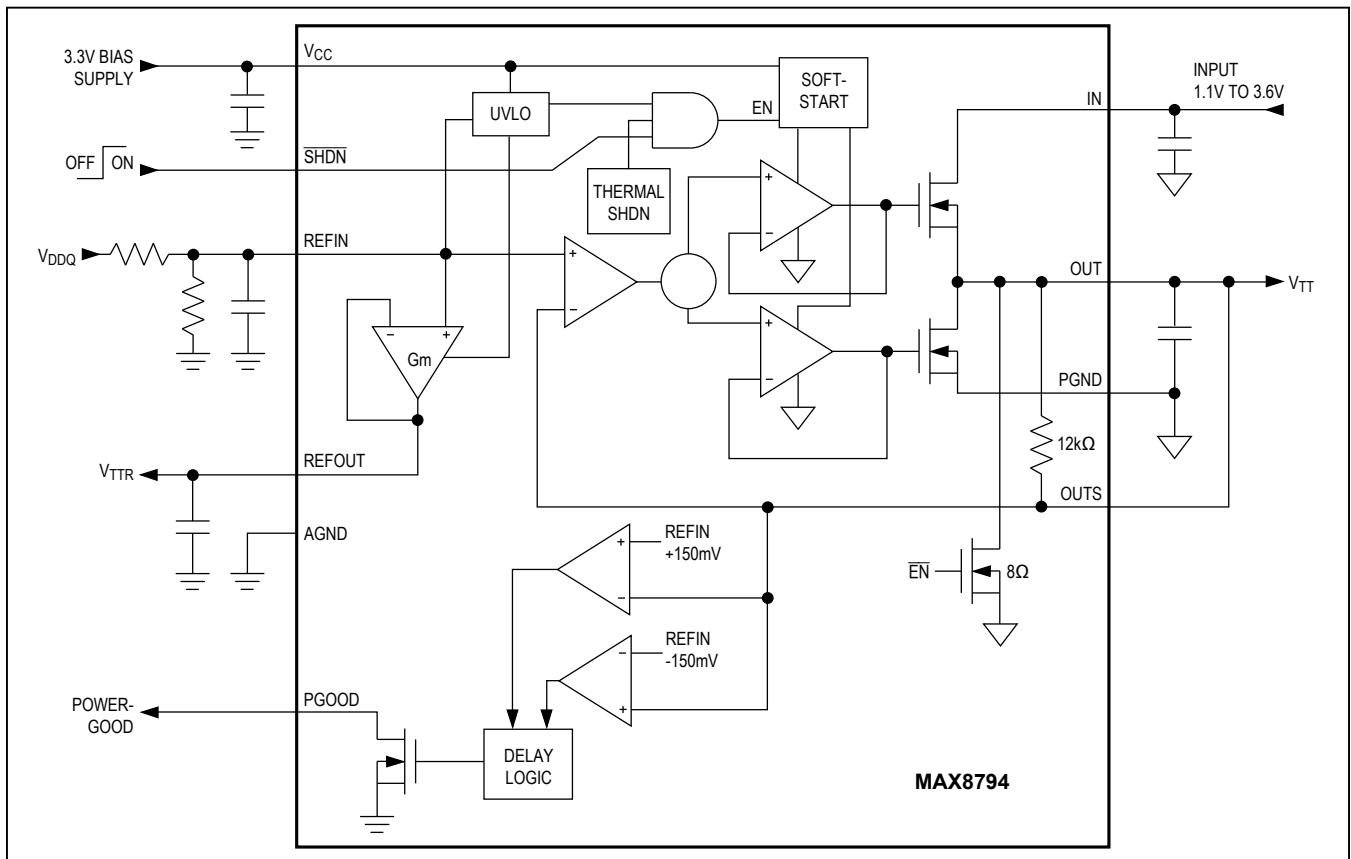 3.3V BIAS
SUPPLY
VCC
SOFT-
START
INPUT
1.1V TO 3.6V
IN
UVLO
EN
OFF
ON
SHDN
THERMAL
SHDN
VDDQ
REFIN
+
−
+
−
OUT
VTT
−
+
Gm
+
−
PGND
12kΩ
VTTR
REFOUT
OUTS
AGND
+
−
REFIN
+150mV
EN
8Ω
−
+
REFIN
-150mV
POWER-
GOOD
PGOOD
DELAY
LOGIC
MAX8794